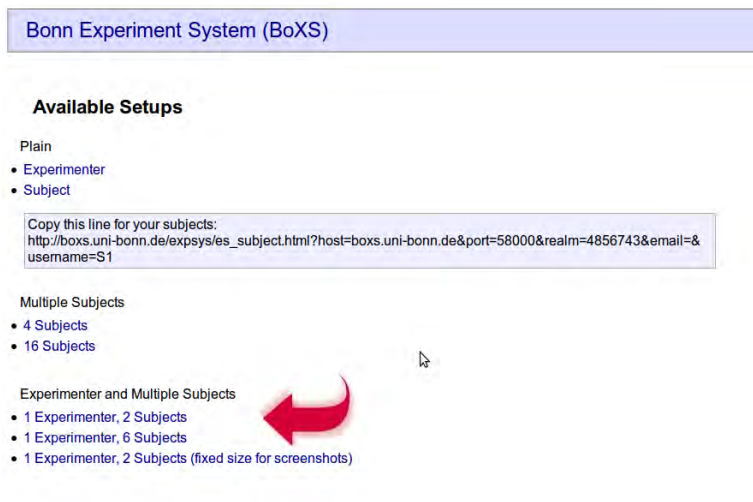 Bonn Experiment System (BoXS)
Available Setups
Plain
Experimenter
Subject
Copy this line for your subjects:
http://boxs.uni-bonn.de/expsys/es_subject.html?host=boxs.uni-bonn.de&port=58000&realm=4856743&email=&
username=S1
Multiple Subjects
4 Subjects
16 Subjects
Experimenter and Multiple Subjects
1 Experimenter, 2 Subjects
1 Experimenter, 6 Subjects
1 Experimenter, 2 Subjects (fixed size for screenshots)